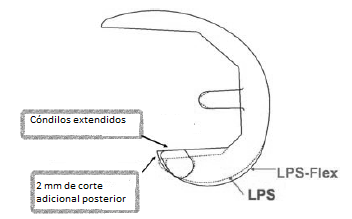 Cóndilos extendidos
LPS-Flex
LPS
2 mm de corte
adicional posterior